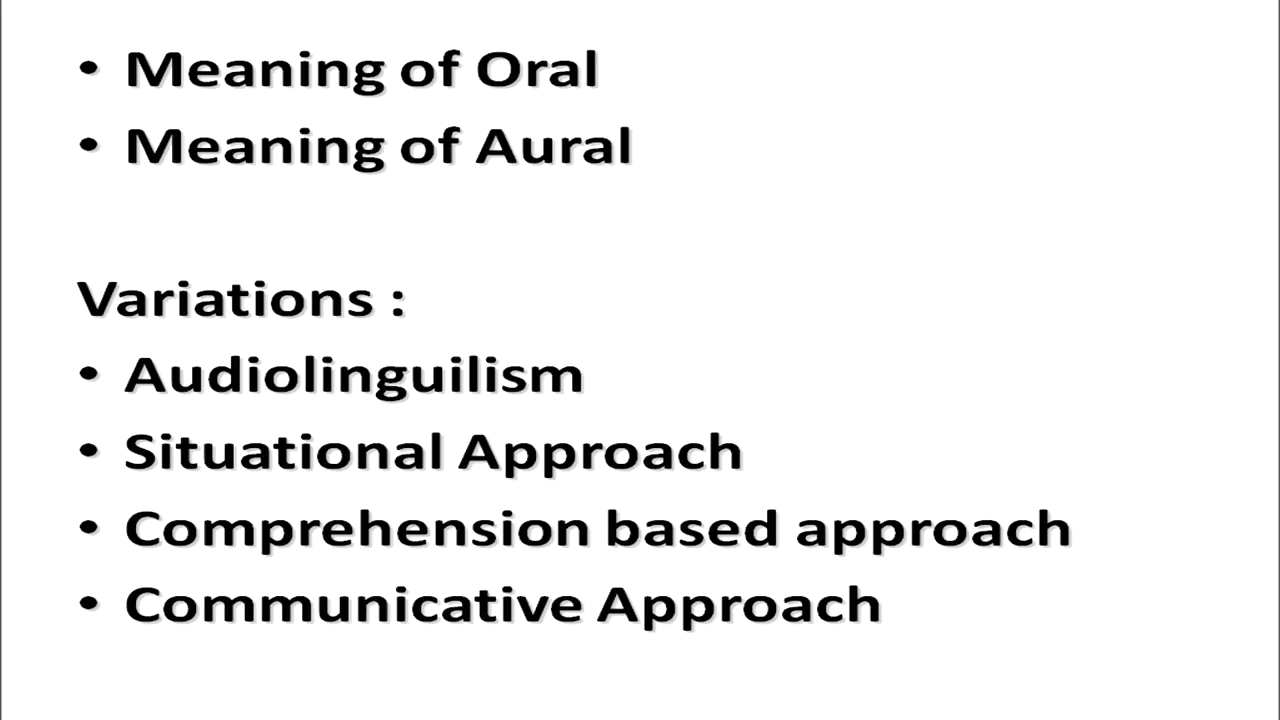 • Meaning of Oral
• Meaning of Aural
Variations :
• Audiolinguilism
• Situational Approach
• Comprehension based approach
• Communicative Approach